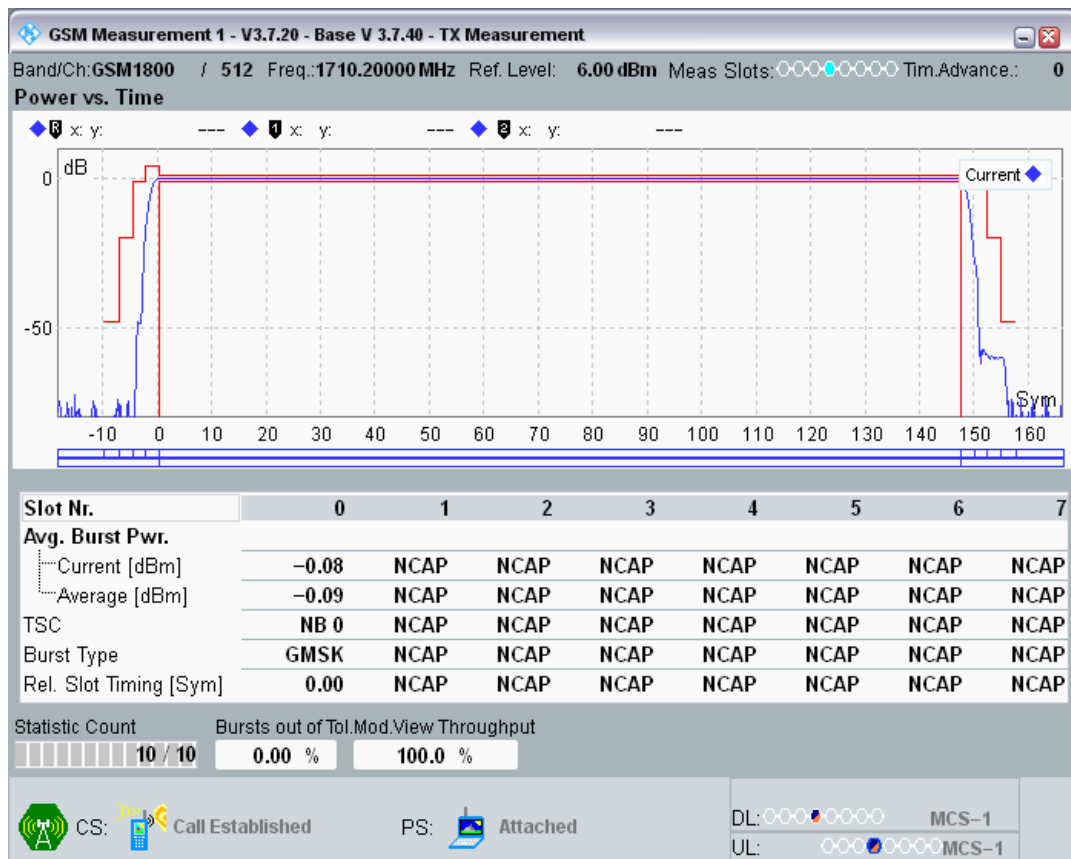 GSM Measurement 1 - V3.7.20 - Base V 3.7.40 - TX Measurement
Band/Ch:GSM1800 / 512 Freq.:1710.20000 MHz Ref. Level: 6.00 dBm Meas Slots: Tim.Advance.: 0
Power vs. Time
R x: y: --- 1 x: y: --- 2 x: y: ---
dB
Current
0
-50
Sym
-10 0 10 20 30 40 50 60 70 80 90 100 110 120 130 140 150 160
Slot Nr. 0 1 2 3 4 5 6 7
Avg. Burst Pwr.
Current [dBm] −0.08 NCAP NCAP NCAP NCAP NCAP NCAP NCAP
Average [dBm] −0.09 NCAP NCAP NCAP NCAP NCAP NCAP NCAP
TSC NB 0 NCAP NCAP NCAP NCAP NCAP NCAP NCAP
Burst Type GMSK NCAP NCAP NCAP NCAP NCAP NCAP NCAP
Rel. Slot Timing [Sym] 0.00 NCAP NCAP NCAP NCAP NCAP NCAP NCAP
Statistic Count Bursts out of Tol. Mod.View Throughput
10 / 10 0.00 % 100.0 %
CS: Call Established PS: Attached DL: MCS−1
UL: MCS−1